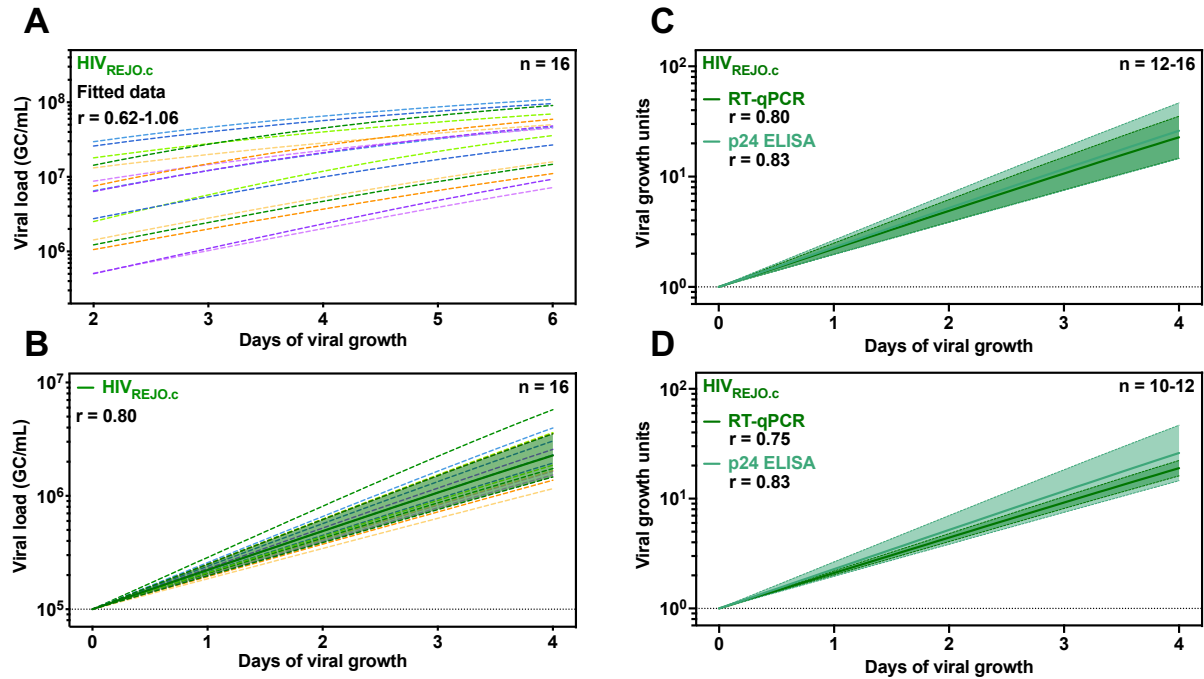 A
HIV_REJO.c
n = 16
Fitted data
r = 0.62-1.06
Viral load (GC/mL)
10^8
10^7
10^6
2 3 4 5 6
Days of viral growth
B
HIV_REJO.c
n = 16
r = 0.80
Viral load (GC/mL)
10^7
10^6
10^5
0 1 2 3 4
Days of viral growth
C
HIV_REJO.c
n = 12-16
RT-qPCR
r = 0.80
p24 ELISA
r = 0.83
Viral growth units
10^2
10^1
10^0
0 1 2 3 4
Days of viral growth
D
HIV_REJO.c
n = 10-12
RT-qPCR
r = 0.75
p24 ELISA
r = 0.83
Viral growth units
10^2
10^1
10^0
0 1 2 3 4
Days of viral growth